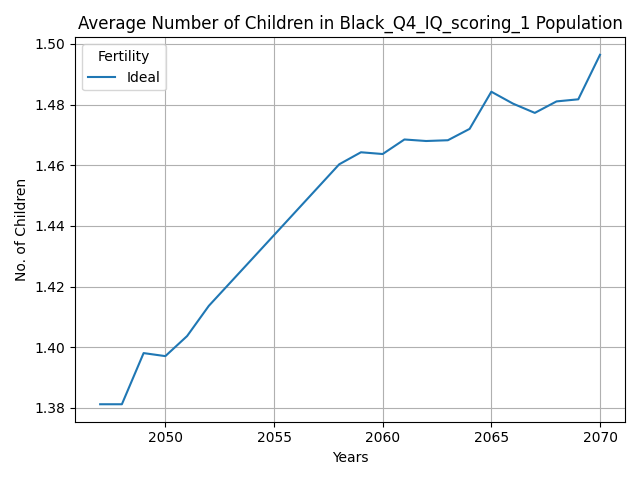 Average Number of Children in Black_Q4_IQ_scoring_1 Population
Fertility
Ideal
No. of Children
1.50
1.48
1.46
1.44
1.42
1.40
1.38
2050 2055 2060 2065 2070
Years